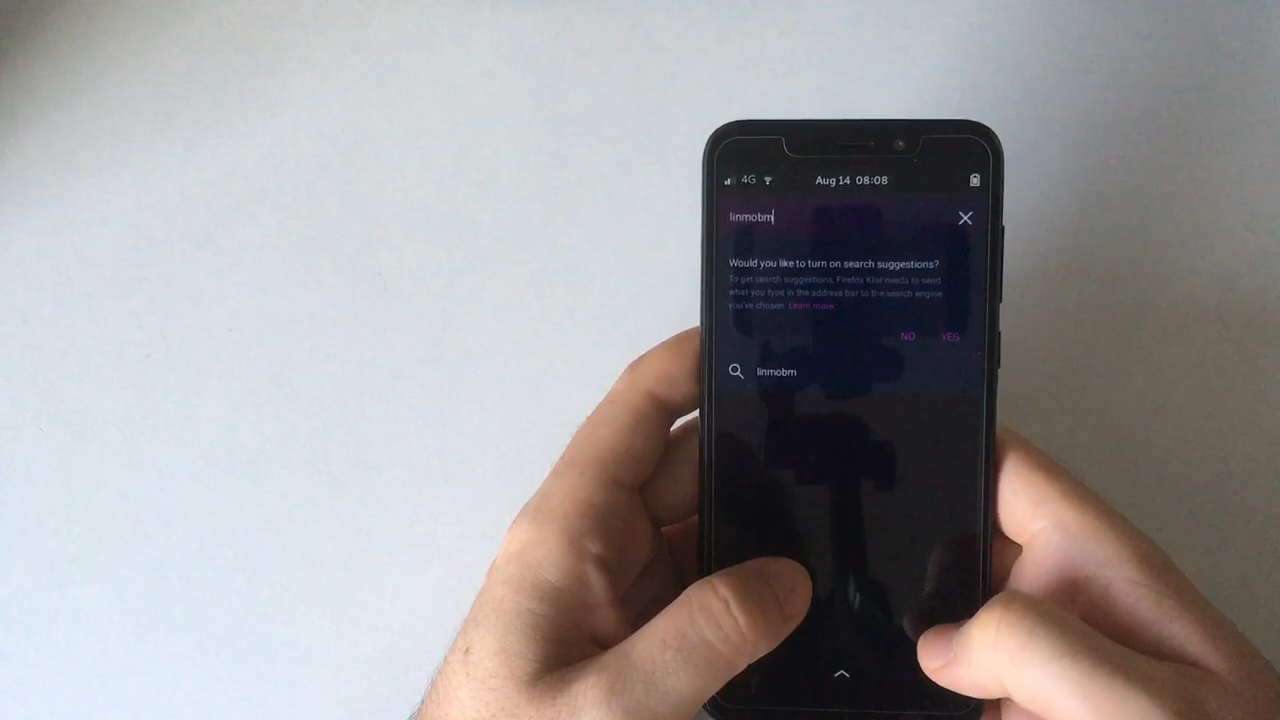 4G Aug 14 08:08
linmobm
Would you like to turn on search suggestions?
To get search suggestions, Firefox Klar needs to send
what you type in the address bar to the search engine
you've chosen. Learn more
NO YES
linmobm